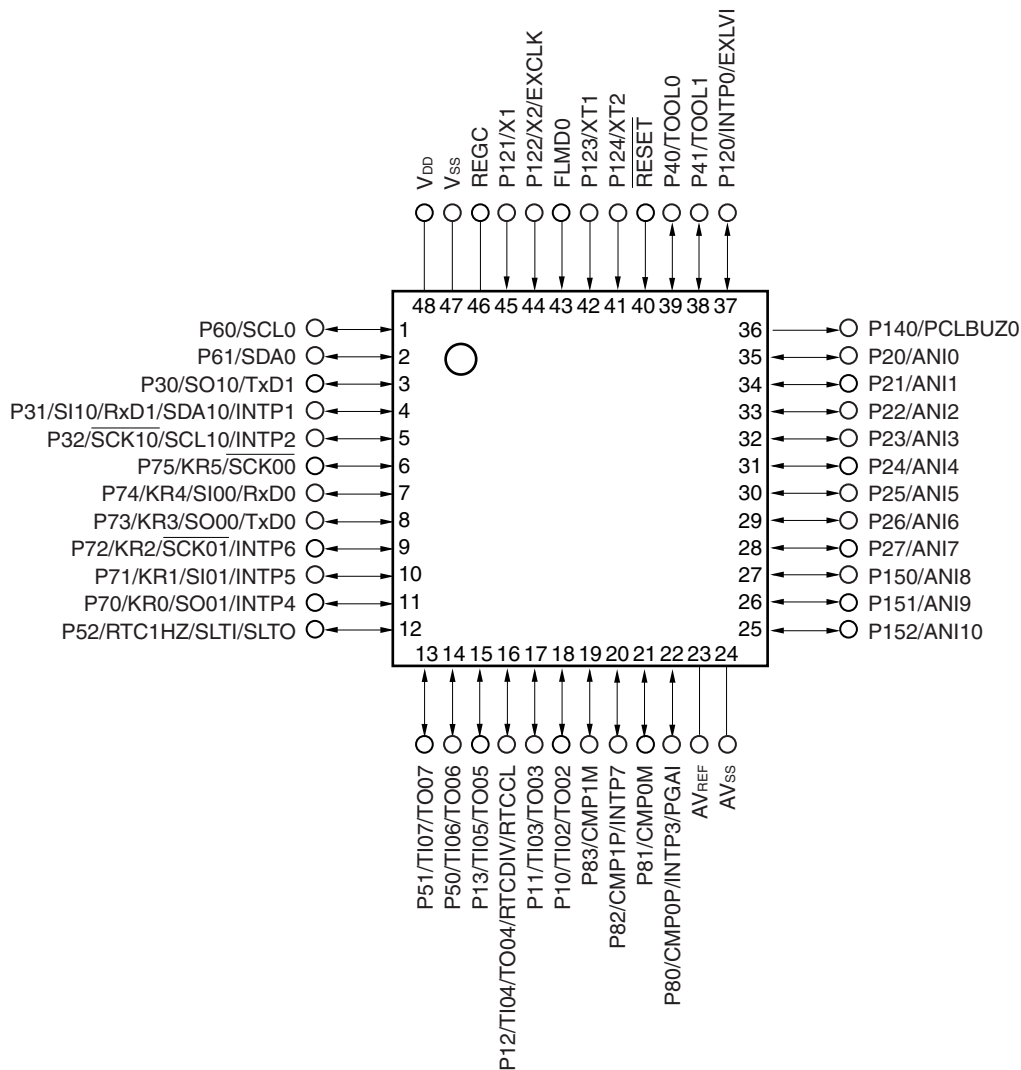 VDD
VSS
REGC
P121/X1
P122/X2/EXCLK
FLMD0
P123/XT1
P124/XT2
RESET
P40/TOOL0
P41/TOOL1
P120/INTP0/EXLVI
48 47 46 45 44 43 42 41 40 39 38 37
P60/SCL0 1
P61/SDA0 2
P30/SO10/TxD1 3
P31/SI10/RxD1/SDA10/INTP1 4
P32/SCK10/SCL10/INTP2 5
P75/KR5/SCK00 6
P74/KR4/SI00/RxD0 7
P73/KR3/SO00/TxD0 8
P72/KR2/SCK01/INTP6 9
P71/KR1/SI01/INTP5 10
P70/KR0/SO01/INTP4 11
P52/RTC1HZ/SLTI/SLTO 12
36 P140/PCLBUZ0
35 P20/ANI0
34 P21/ANI1
33 P22/ANI2
32 P23/ANI3
31 P24/ANI4
30 P25/ANI5
29 P26/ANI6
28 P27/ANI7
27 P150/ANI8
26 P151/ANI9
25 P152/ANI10
13 14 15 16 17 18 19 20 21 22 23 24
P51/TI07/TO07
P50/TI06/TO06
P13/TI05/TO05
P12/TI04/TO04/RTCDIV/RTCCL
P11/TI03/TO03
P10/TI02/TO02
P83/CMP1M
P82/CMP1P/INTP7
P81/CMP0M
P80/CMP0P/INTP3/PGAI
AVREF
AVSS